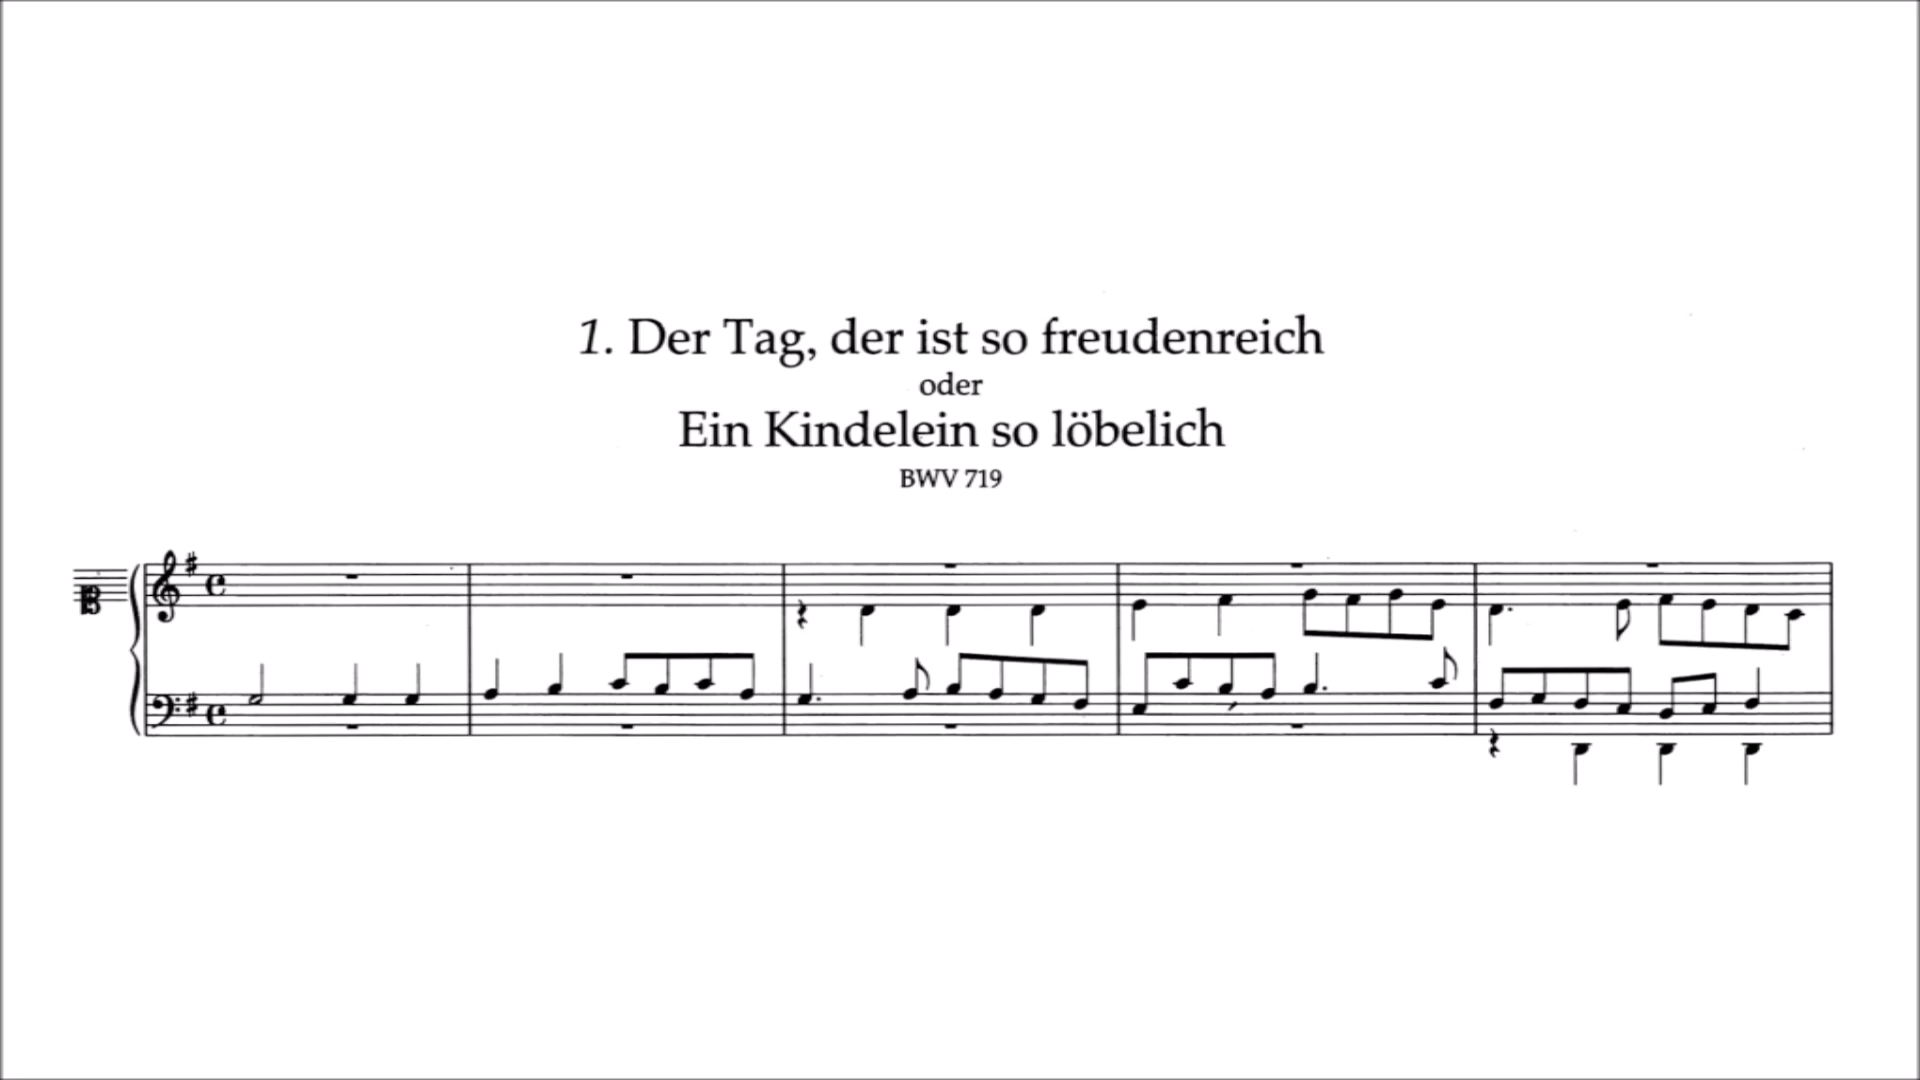 1. Der Tag, der ist so freudenreich
oder
Ein Kindelein so löbelich
BWV 719